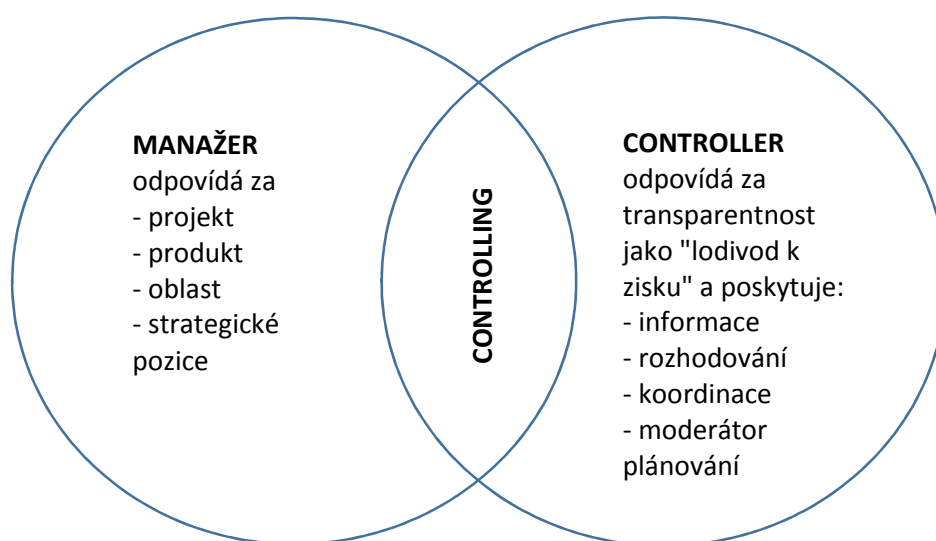 MANAŽER
odpovídá za
- projekt
- produkt
- oblast
- strategické
pozice
CONTROLLING
CONTROLLER
odpovídá za
transparentnost
jako "lodivod k
zisku" a poskytuje:
- informace
- rozhodování
- koordinace
- moderátor
plánování